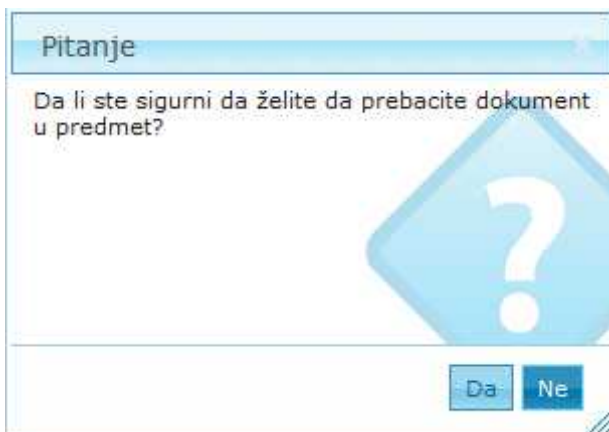 Pitanje
Da li ste sigurni da želite da prebacite dokument
u predmet?
?
Da Ne